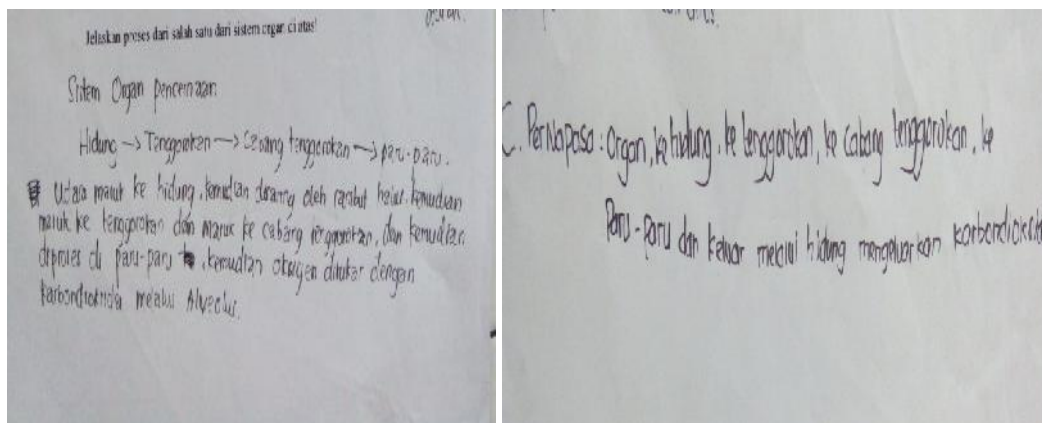 Jelaskan proses dari salah satu dari sistem organ di atas!
Sistem Organ pencernaan
Hidung → Tenggorokan → Cabang tenggorokan → paru-paru.
Udara masuk ke hidung, kemudian disaring oleh rambut halus, kemudian
masuk ke tenggorokan dan masuk ke cabang tenggorokan, dan kemudian
diproses di paru-paru, kemudian oksigen ditukar dengan
karbondioksida melalui Alveolus.
C. Pernapasa : Organ, ke hidung, ke tenggorokan, ke Cabang tenggorokan, ke
Paru-Paru dan keluar melalui hidung mengeluarkan karbondioksida